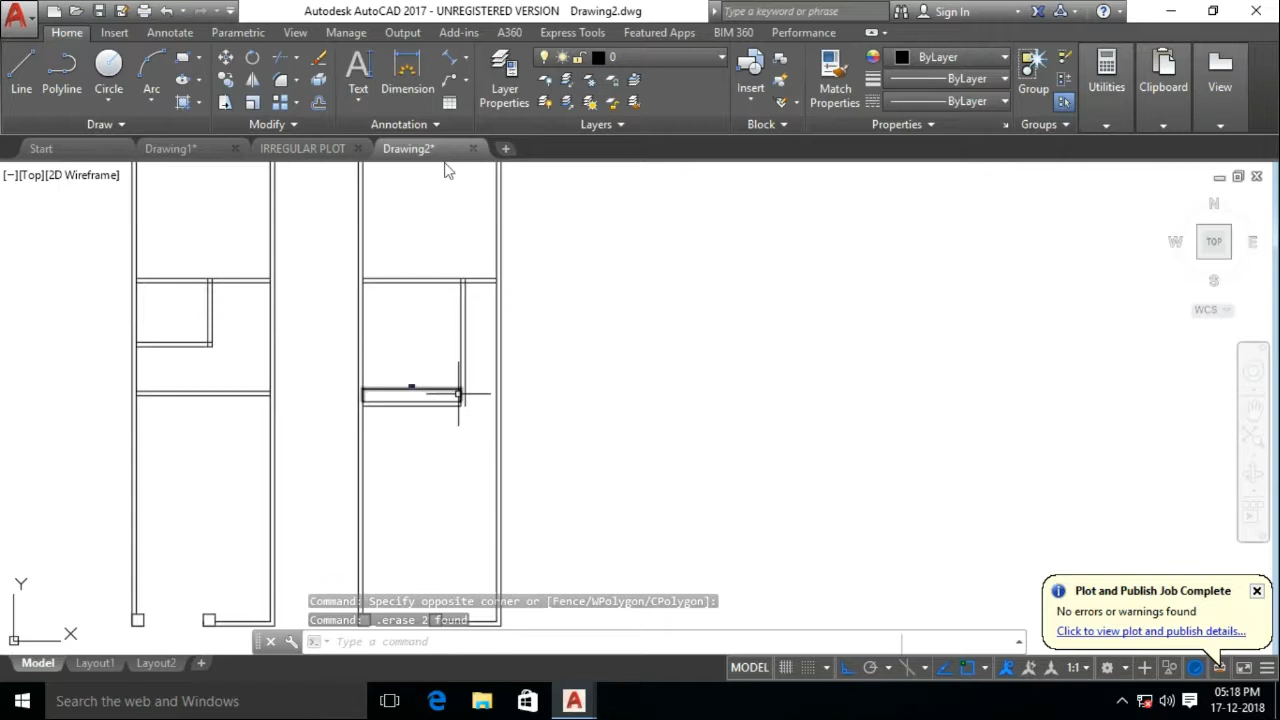 Autodesk AutoCAD 2017 - UNREGISTERED VERSION Drawing2.dwg
Type a keyword or phrase
Sign In
Home Insert Annotate Parametric View Manage Output Add-ins A360 Express Tools Featured Apps BIM 360 Performance
0
ByLayer
ByLayer
ByLayer
Line Polyline Circle Arc Text Dimension Layer Properties Insert Match Properties Group Utilities Clipboard View
Draw Modify Annotation Layers Block Properties Groups
Start Drawing1* IRREGULAR PLOT Drawing2*
[−][Top][2D Wireframe]
N
W TOP E
S
WCS
Y
X
Command: Specify opposite corner or [Fence/WPolygon/CPolygon]:
Command: .erase 2 found
Type a command
Plot and Publish Job Complete
No errors or warnings found
Click to view plot and publish details...
Model Layout1 Layout2 +
MODEL 1:1
Search the web and Windows
05:18 PM
17-12-2018